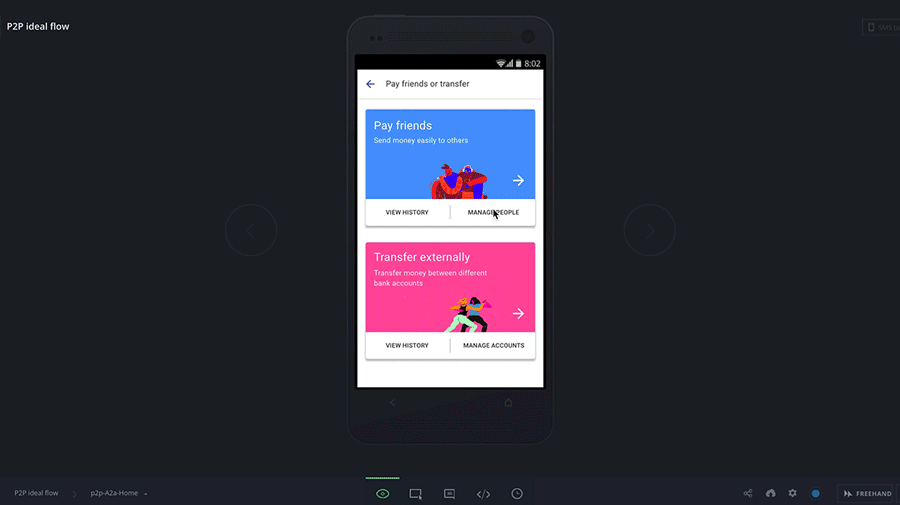 P2P ideal flow
8:02
Pay friends or transfer
Pay friends
Send money easily to others
VIEW HISTORY
MANAGE PEOPLE
Transfer externally
Transfer money between different
bank accounts
VIEW HISTORY
MANAGE ACCOUNTS
P2P ideal flow
p2p-A2a-Home
FREEHAND